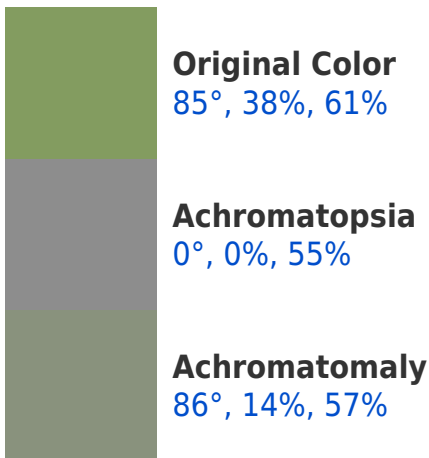 Original Color
85°, 38%, 61%
Achromatopsia
0°, 0%, 55%
Achromatomaly
86°, 14%, 57%